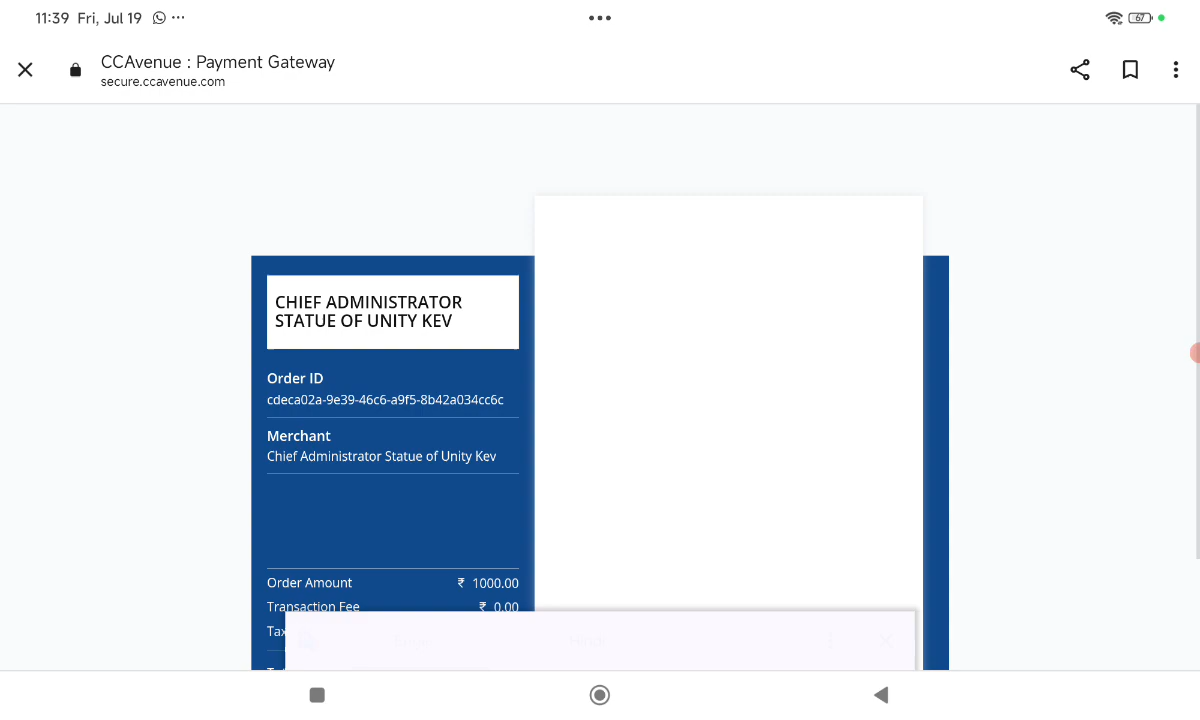 11:39 Fri, Jul 19
67
CCAvenue : Payment Gateway
secure.ccavenue.com
CHIEF ADMINISTRATOR
STATUE OF UNITY KEV
Order ID
cdeca02a-9e39-46c6-a9f5-8b42a034cc6c
Merchant
Chief Administrator Statue of Unity Kev
Order Amount ₹ 1000.00
Transaction Fee ₹ 0.00